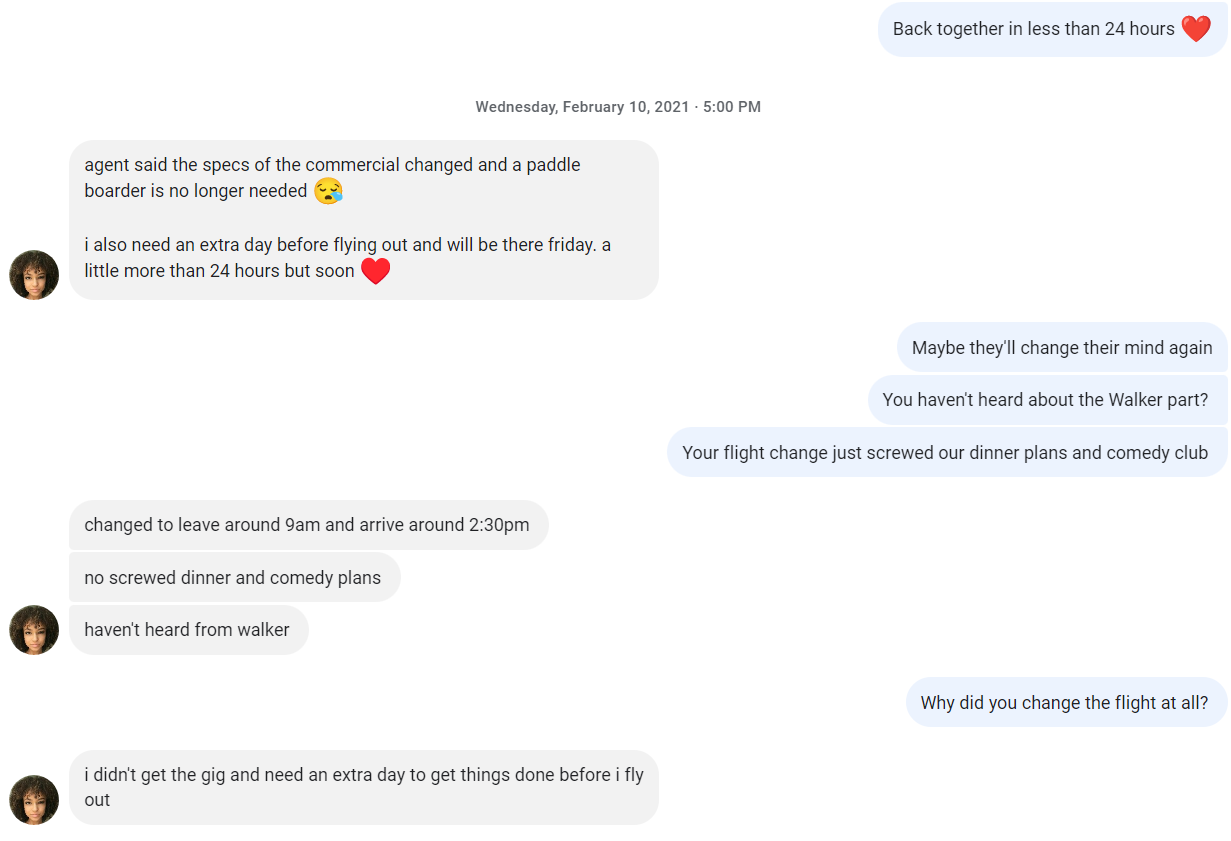 Back together in less than 24 hours ❤️
Wednesday, February 10, 2021 · 5:00 PM
agent said the specs of the commercial changed and a paddle
boarder is no longer needed 😪
i also need an extra day before flying out and will be there friday. a
little more than 24 hours but soon ❤️
Maybe they'll change their mind again
You haven't heard about the Walker part?
Your flight change just screwed our dinner plans and comedy club
changed to leave around 9am and arrive around 2:30pm
no screwed dinner and comedy plans
haven't heard from walker
Why did you change the flight at all?
i didn't get the gig and need an extra day to get things done before i fly
out